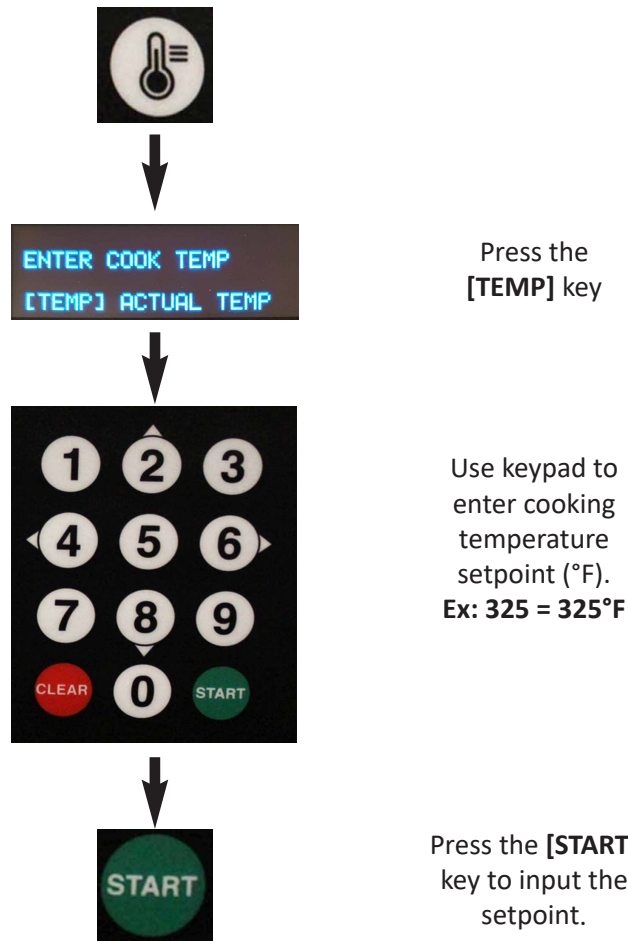 ENTER COOK TEMP
[TEMP] ACTUAL TEMP
Press the
[TEMP] key
1 2 3
4 5 6
7 8 9
CLEAR 0 START
Use keypad to
enter cooking
temperature
setpoint (°F).
Ex: 325 = 325°F
START
Press the [START
key to input the
setpoint.